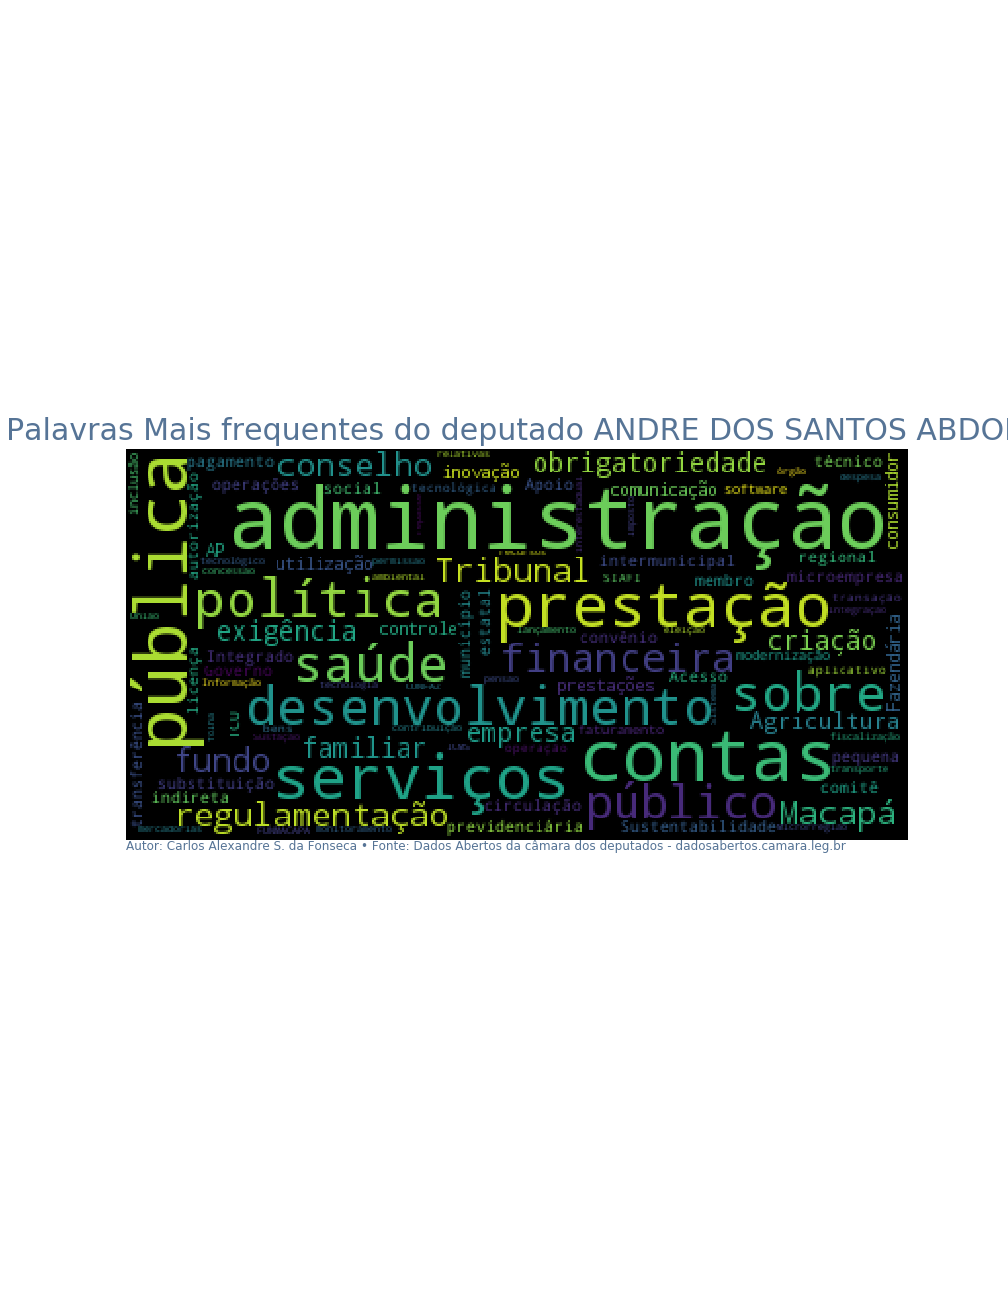 Palavras Mais frequentes do deputado ANDRE DOS SANTOS ABDO
inclusão
pagamento
conselho
relativas
inovação
obrigatoriedade
técnico
órgão
despesa
consumidor
pública
autorização
operações
social
tecnológica
Apoio
comunicação
software
administração
AP
tecnológico
concessão
utilização
permissão
ambiental
recursos
Tribunal
intermunicipal
SIAFI
membro
regional
microempresa
União
política
município
estatal
prestação
transação
integração
exigência
controle
lançamento
convênio
eleição
criação
Fazendária
licença
Integrado
Governo
Informação
saúde
tecnologia
pensão
financeira
prestações
Acesso
modernização
aplicativo
transferência
TCU
desenvolvimento
contribuição
sobre
Agricultura
fiscalização
familiar
empresa
operação
faturamento
contas
pequena
transporte
fundo
substituição
serviços
comitê
indireta
circulação
público
Macapá
regulamentação
previdenciária
Sustentabilidade
microrregião
mercadorias
FUNMACAPÁ
monitoramento
Autor: Carlos Alexandre S. da Fonseca • Fonte: Dados Abertos da câmara dos deputados - dadosabertos.camara.leg.br